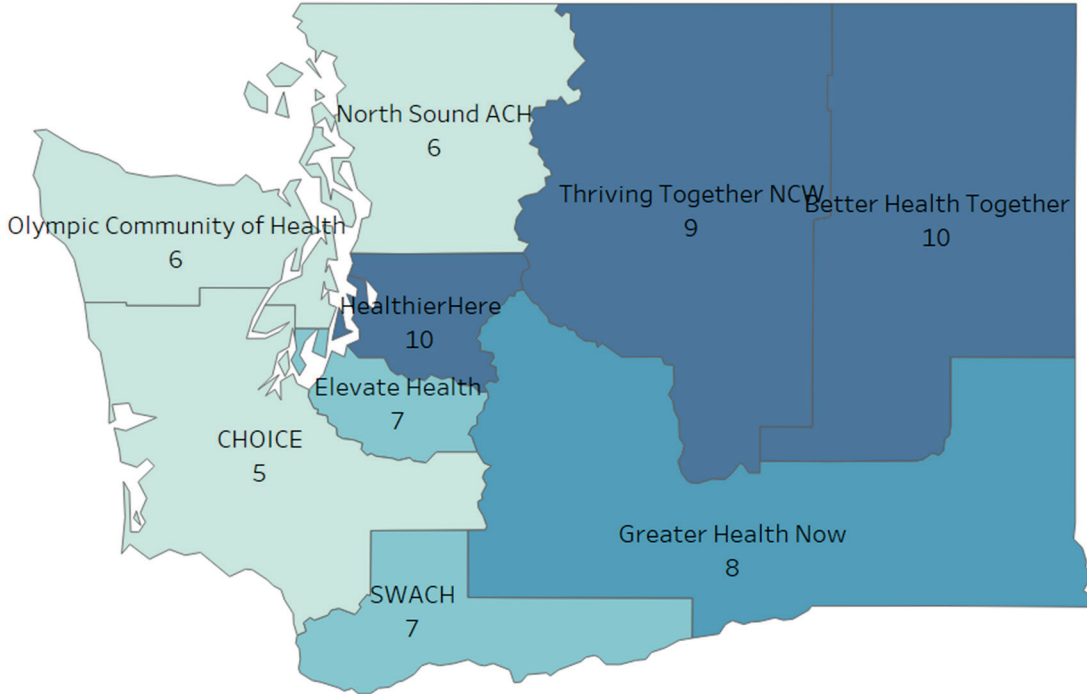 North Sound ACH
6
Thriving Together NCW
9
Better Health Together
10
Olympic Community of Health
6
HealthierHere
10
Elevate Health
7
CHOICE
5
Greater Health Now
8
SWACH
7